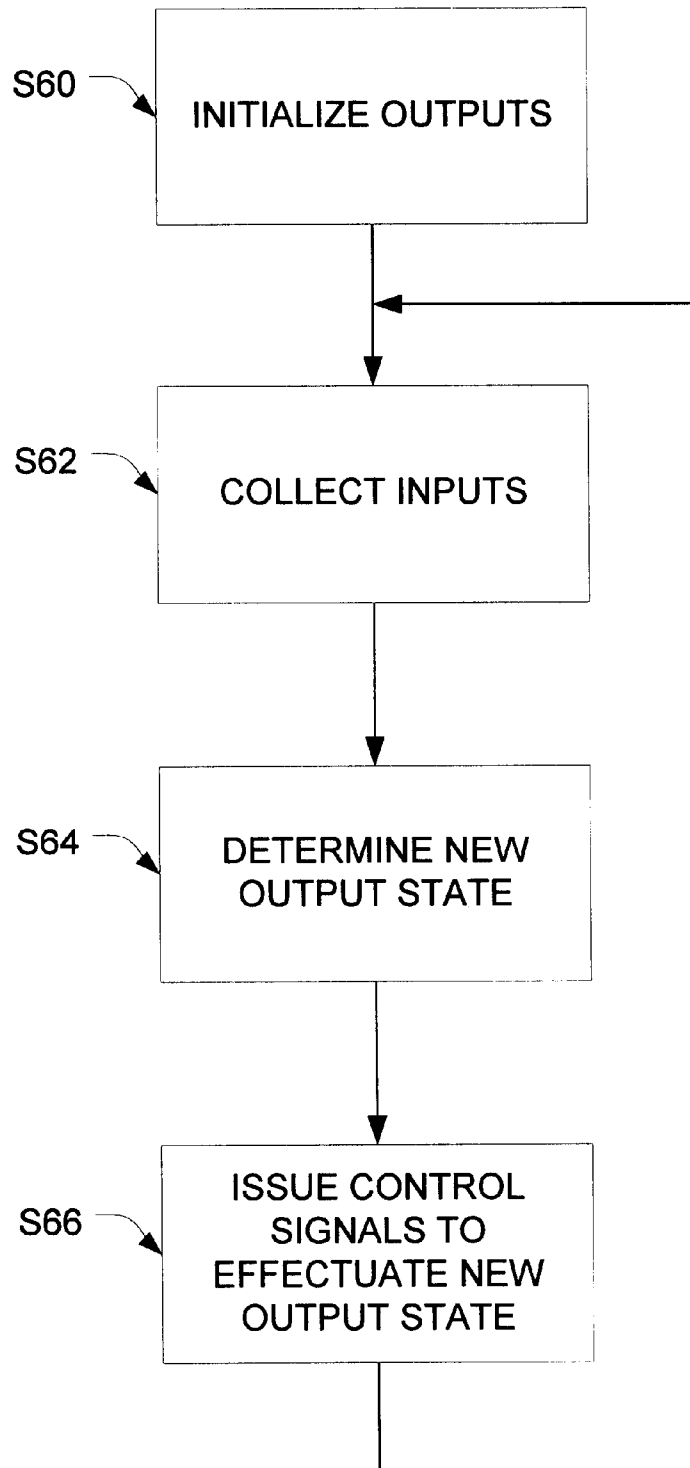 S60
INITIALIZE OUTPUTS
S62
COLLECT INPUTS
S64
DETERMINE NEW
OUTPUT STATE
S66
ISSUE CONTROL
SIGNALS TO
EFFECTUATE NEW
OUTPUT STATE